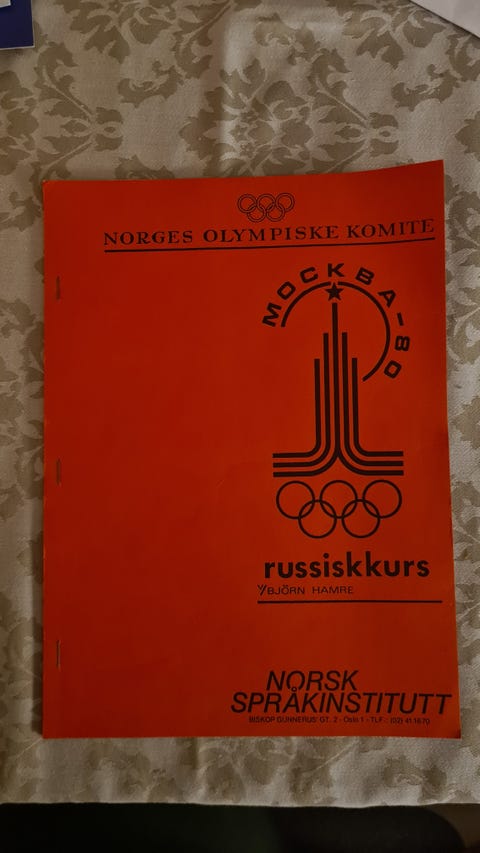 NORGES OLYMPISKE KOMITE
МОСКВА-80
russiskkurs
V/BJÖRN HAMRE
NORSK
SPRÅKINSTITUTT
BISKOP GUNNERUS' GT. 2 - Oslo 1 - TLF.: (02) 41 16 70